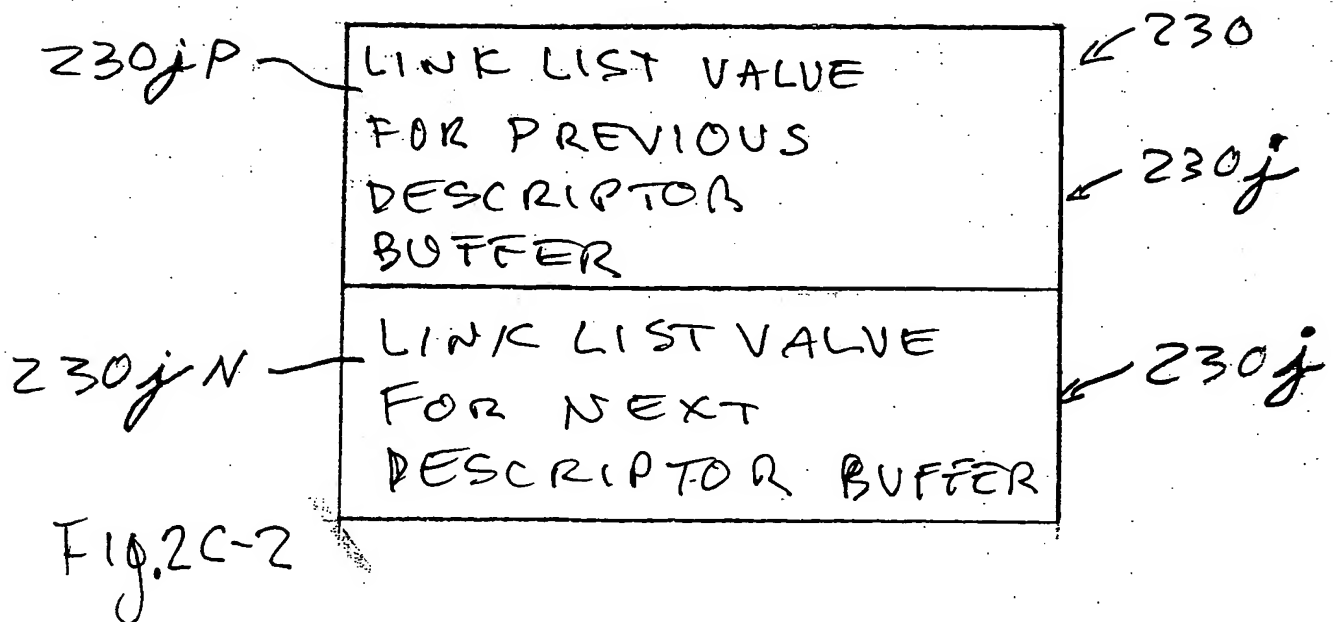 230jP
LINK LIST VALUE
FOR PREVIOUS
DESCRIPTOR
BUFFER
230
230j
230jN
LINK LIST VALUE
FOR NEXT
DESCRIPTOR BUFFER
230j
Fig.2C-2